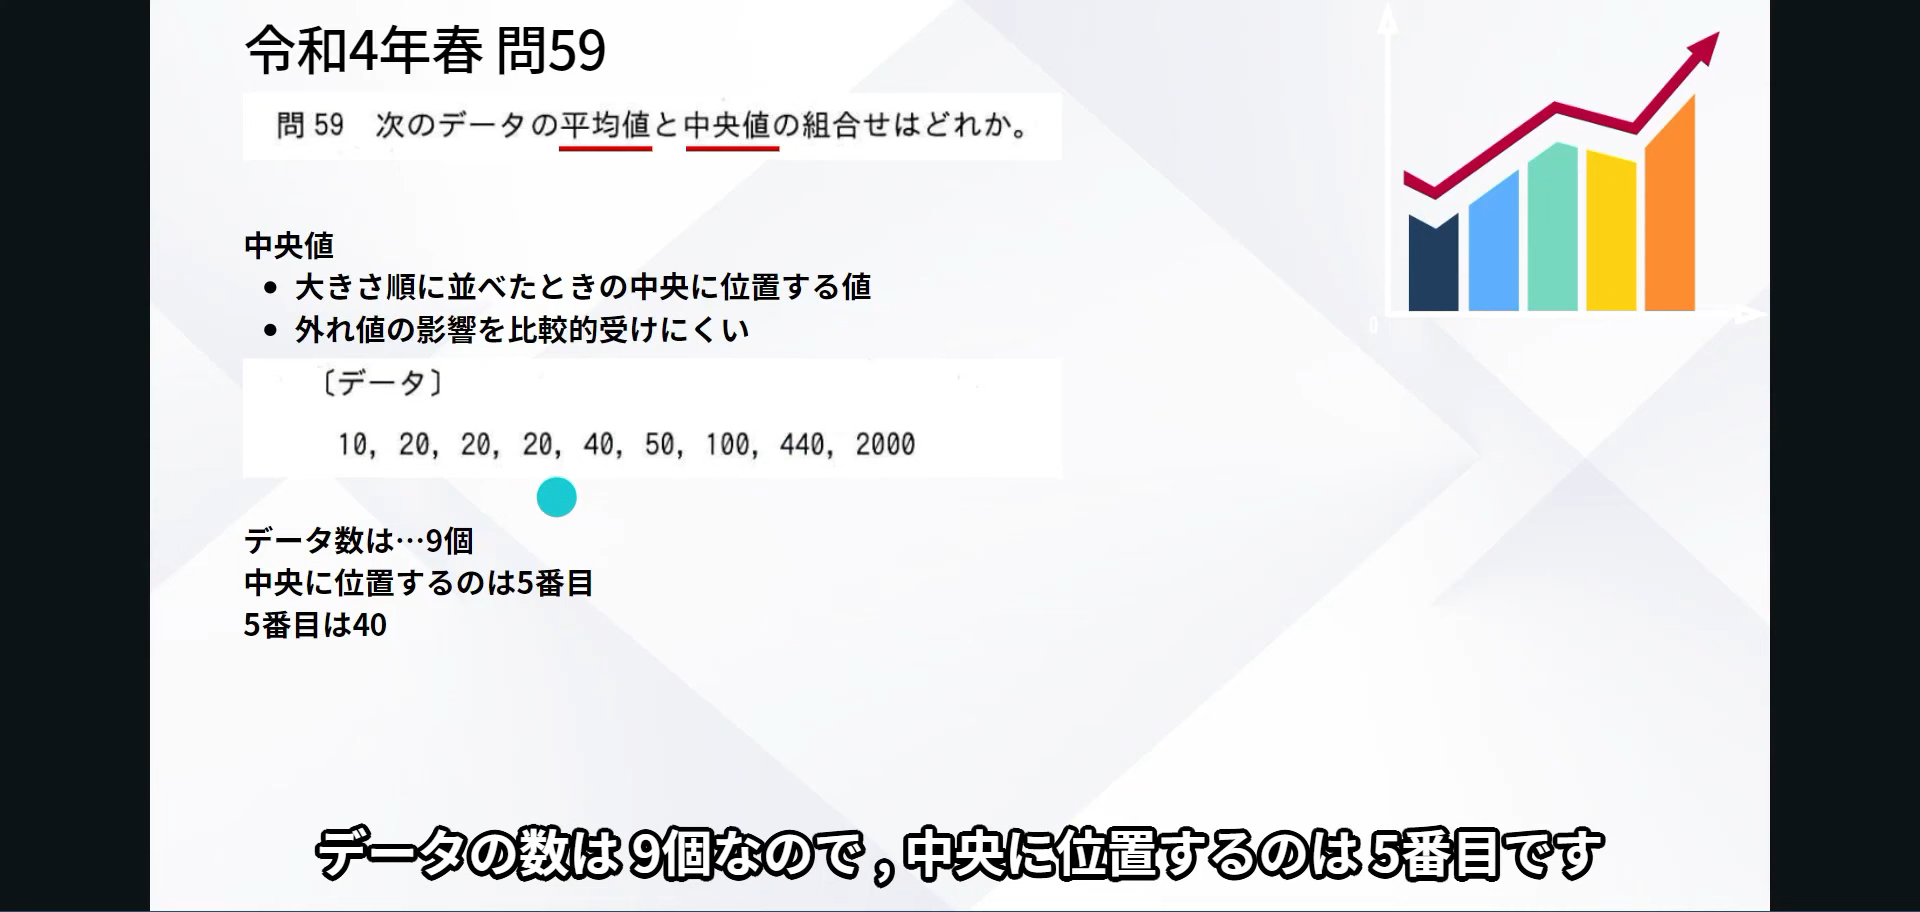 令和4年春 問59
問 59 次のデータの平均値と中央値の組合せはどれか。
中央値
● 大きさ順に並べたときの中央に位置する値
● 外れ値の影響を比較的受けにくい
〔データ〕
10, 20, 20, 20, 40, 50, 100, 440, 2000
データ数は…9個
中央に位置するのは5番目
5番目は40
0
データの数は 9個なので , 中央に位置するのは 5番目です